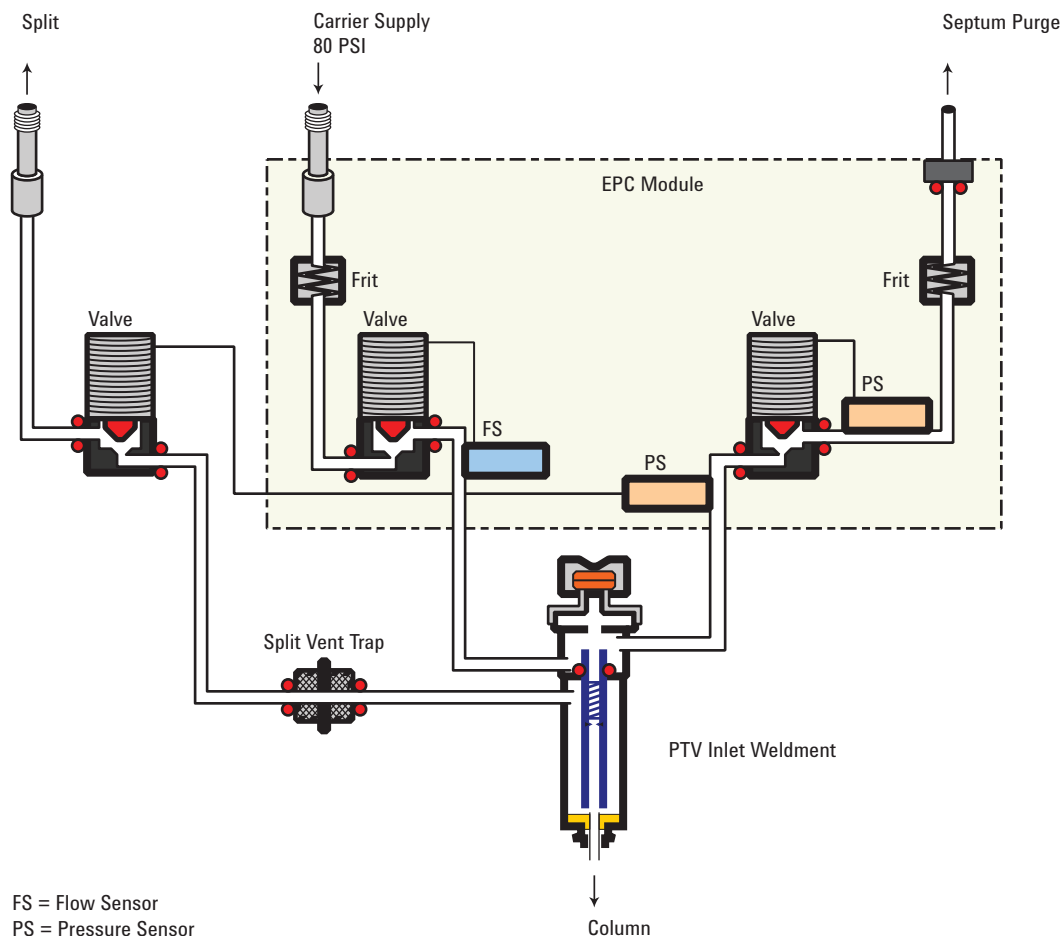 Split
Carrier Supply
80 PSI
Septum Purge
EPC Module
Frit
Frit
Valve
Valve
Valve
PS
FS
PS
Split Vent Trap
PTV Inlet Weldment
FS = Flow Sensor
PS = Pressure Sensor
Column